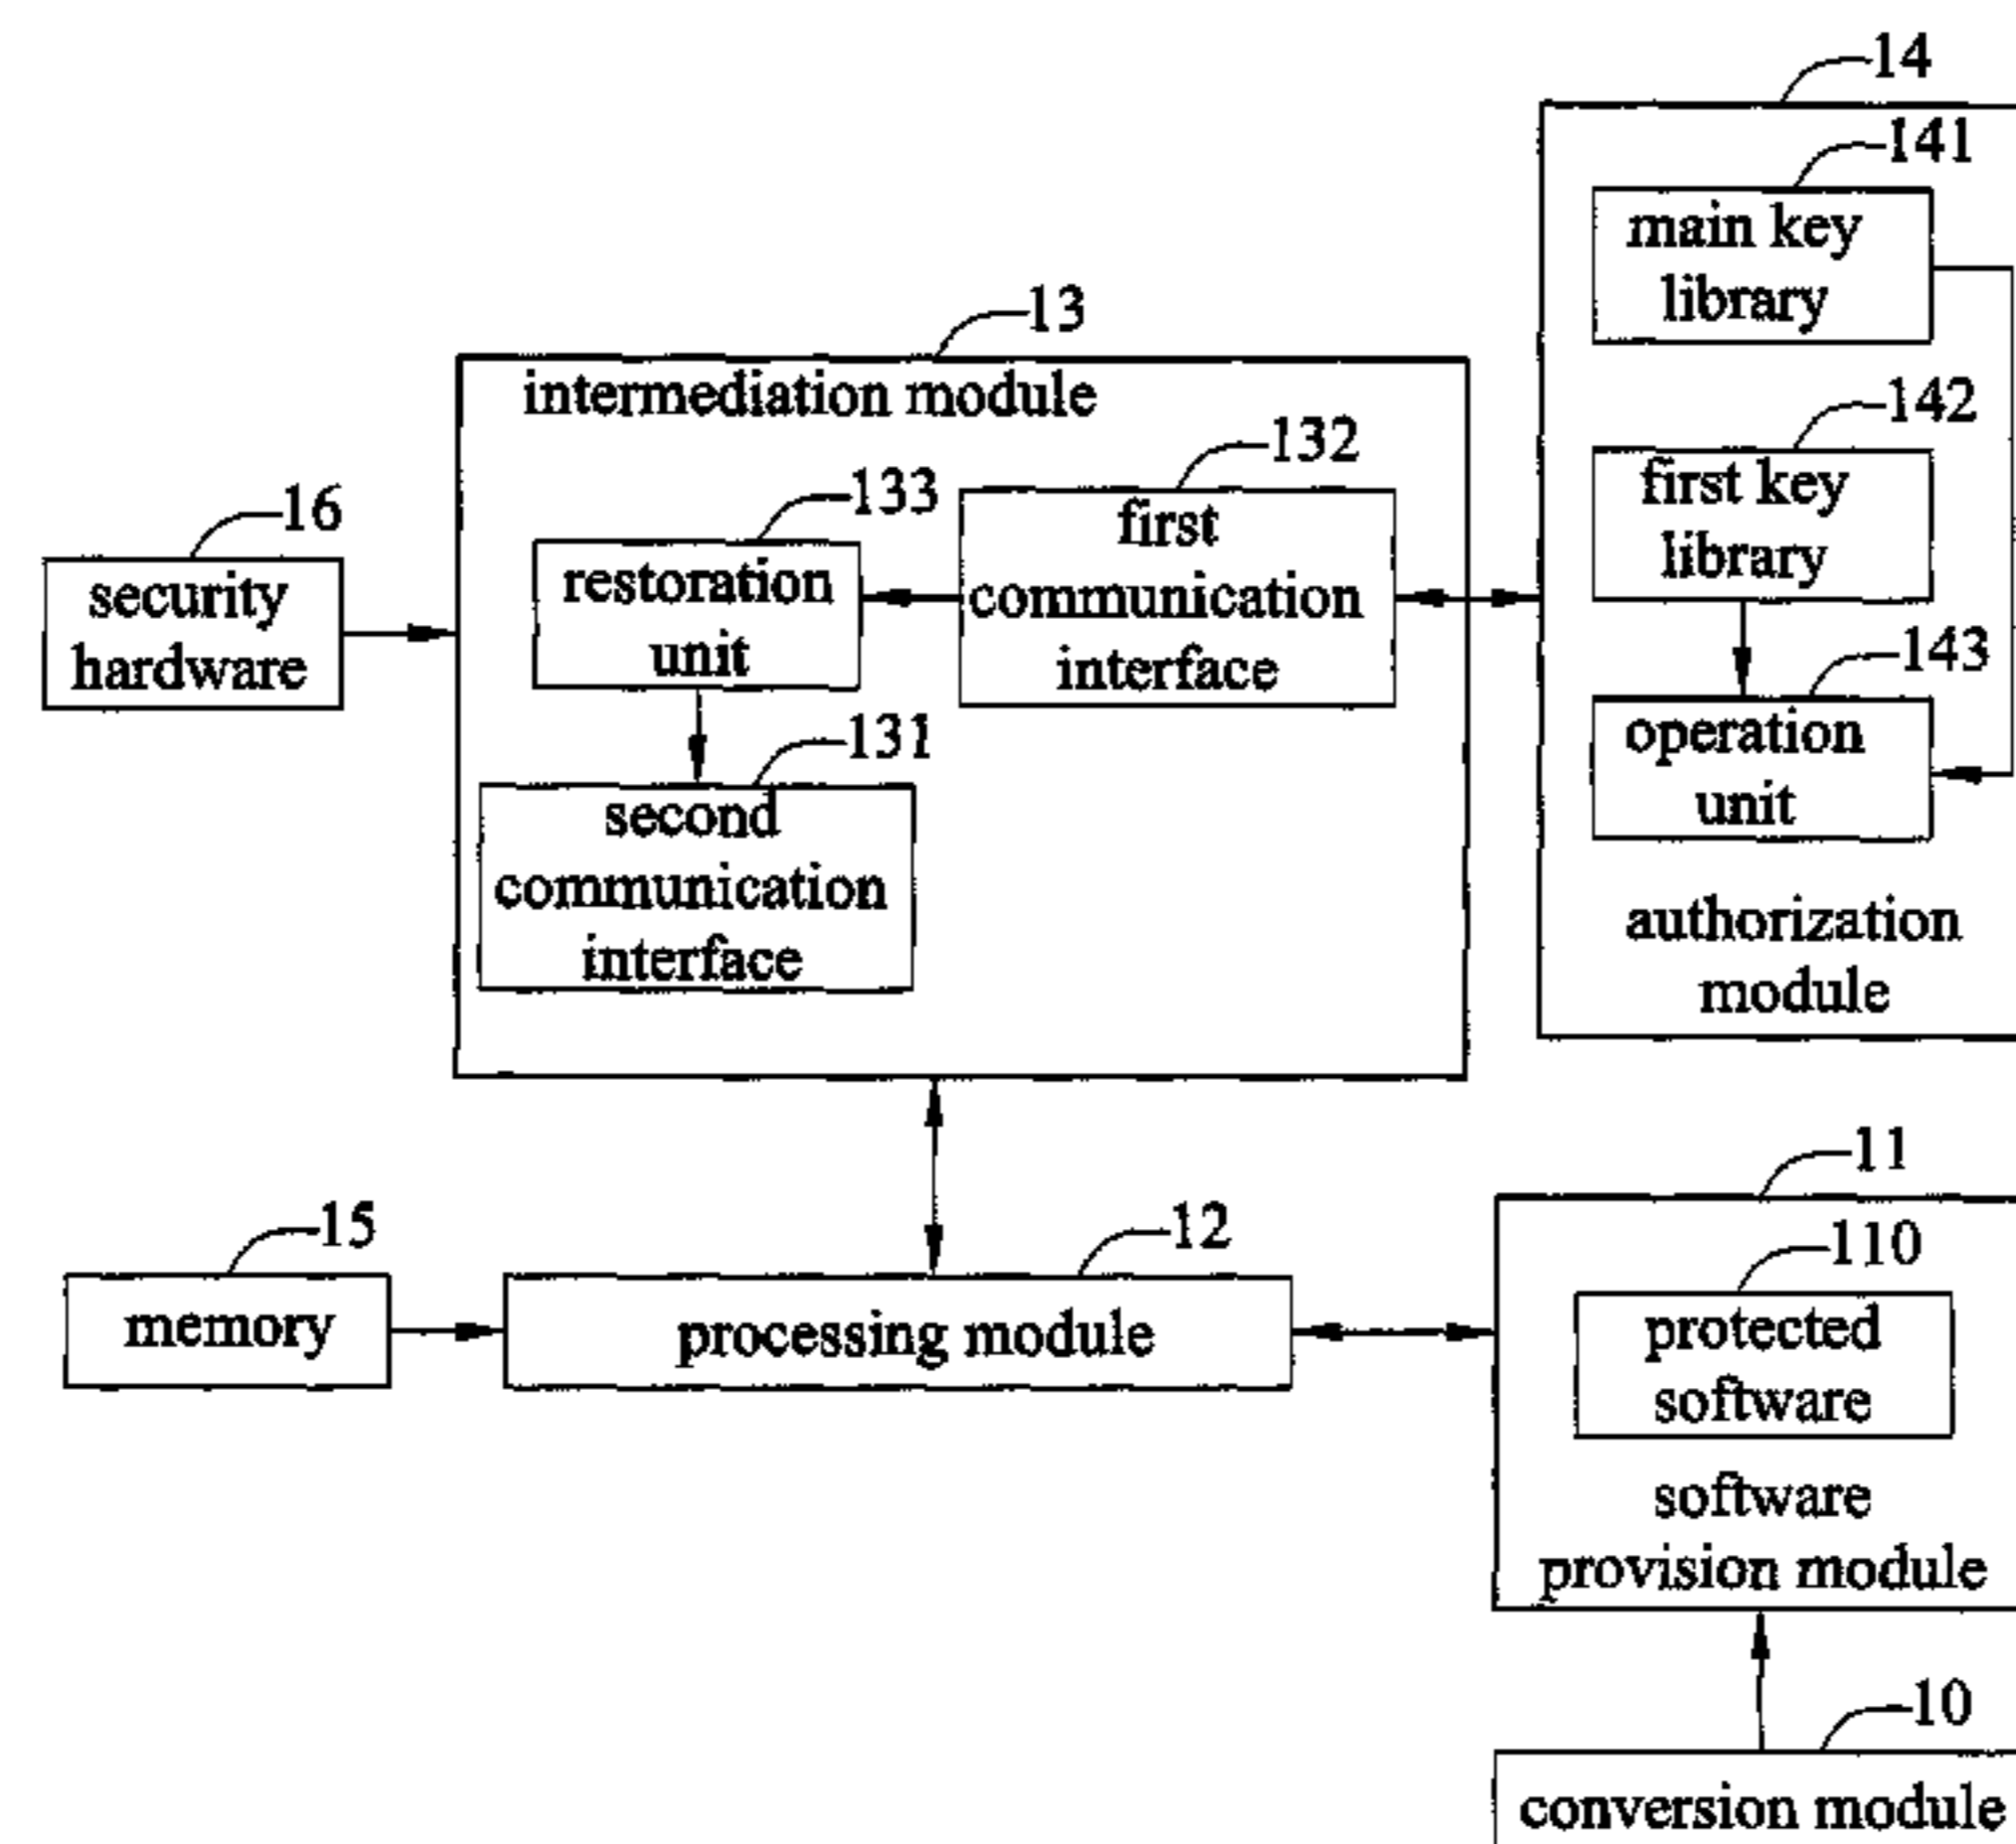 14
141
main key
library
13
intermediation module
142
132
first key
library
133
first
communication
interface
16
restoration
unit
security
hardware
143
operation
unit
131
second
communication
interface
authorization
module
11
15
12
110
memory
processing module
protected
software
software
provision module
10
conversion module